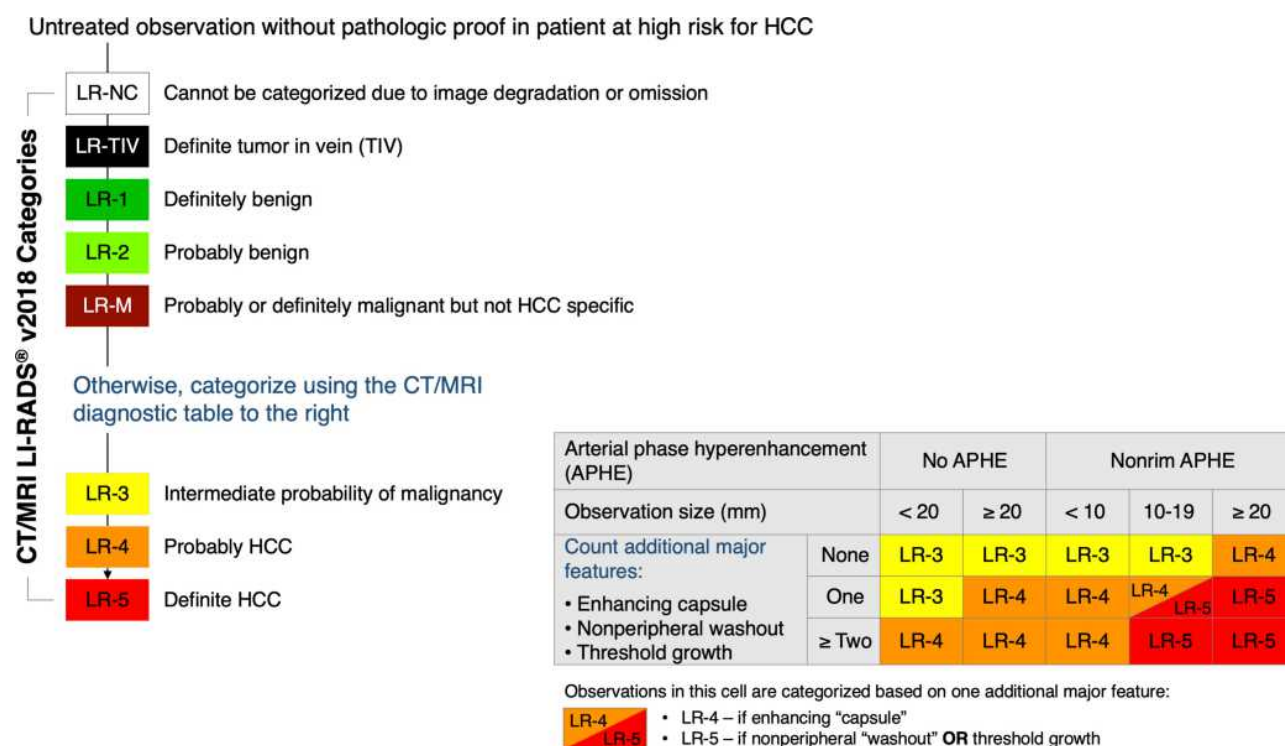 Untreated observation without pathologic proof in patient at high risk for HCC
CT/MRI LI-RADS® v2018 Categories
LR-NC Cannot be categorized due to image degradation or omission
LR-TIV Definite tumor in vein (TIV)
LR-1 Definitely benign
LR-2 Probably benign
LR-M Probably or definitely malignant but not HCC specific
Otherwise, categorize using the CT/MRI
diagnostic table to the right
LR-3 Intermediate probability of malignancy
LR-4 Probably HCC
LR-5 Definite HCC
Arterial phase hyperenhancement
(APHE) No APHE Nonrim APHE
Observation size (mm) < 20 ≥ 20 < 10 10-19 ≥ 20
Count additional major
features:
• Enhancing capsule
• Nonperipheral washout
• Threshold growth
None LR-3 LR-3 LR-3 LR-3 LR-4
One LR-3 LR-4 LR-4 LR-4 LR-5 LR-5
≥ Two LR-4 LR-4 LR-4 LR-5 LR-5
Observations in this cell are categorized based on one additional major feature:
LR-4 LR-5
• LR-4 – if enhancing “capsule”
• LR-5 – if nonperipheral “washout” OR threshold growth